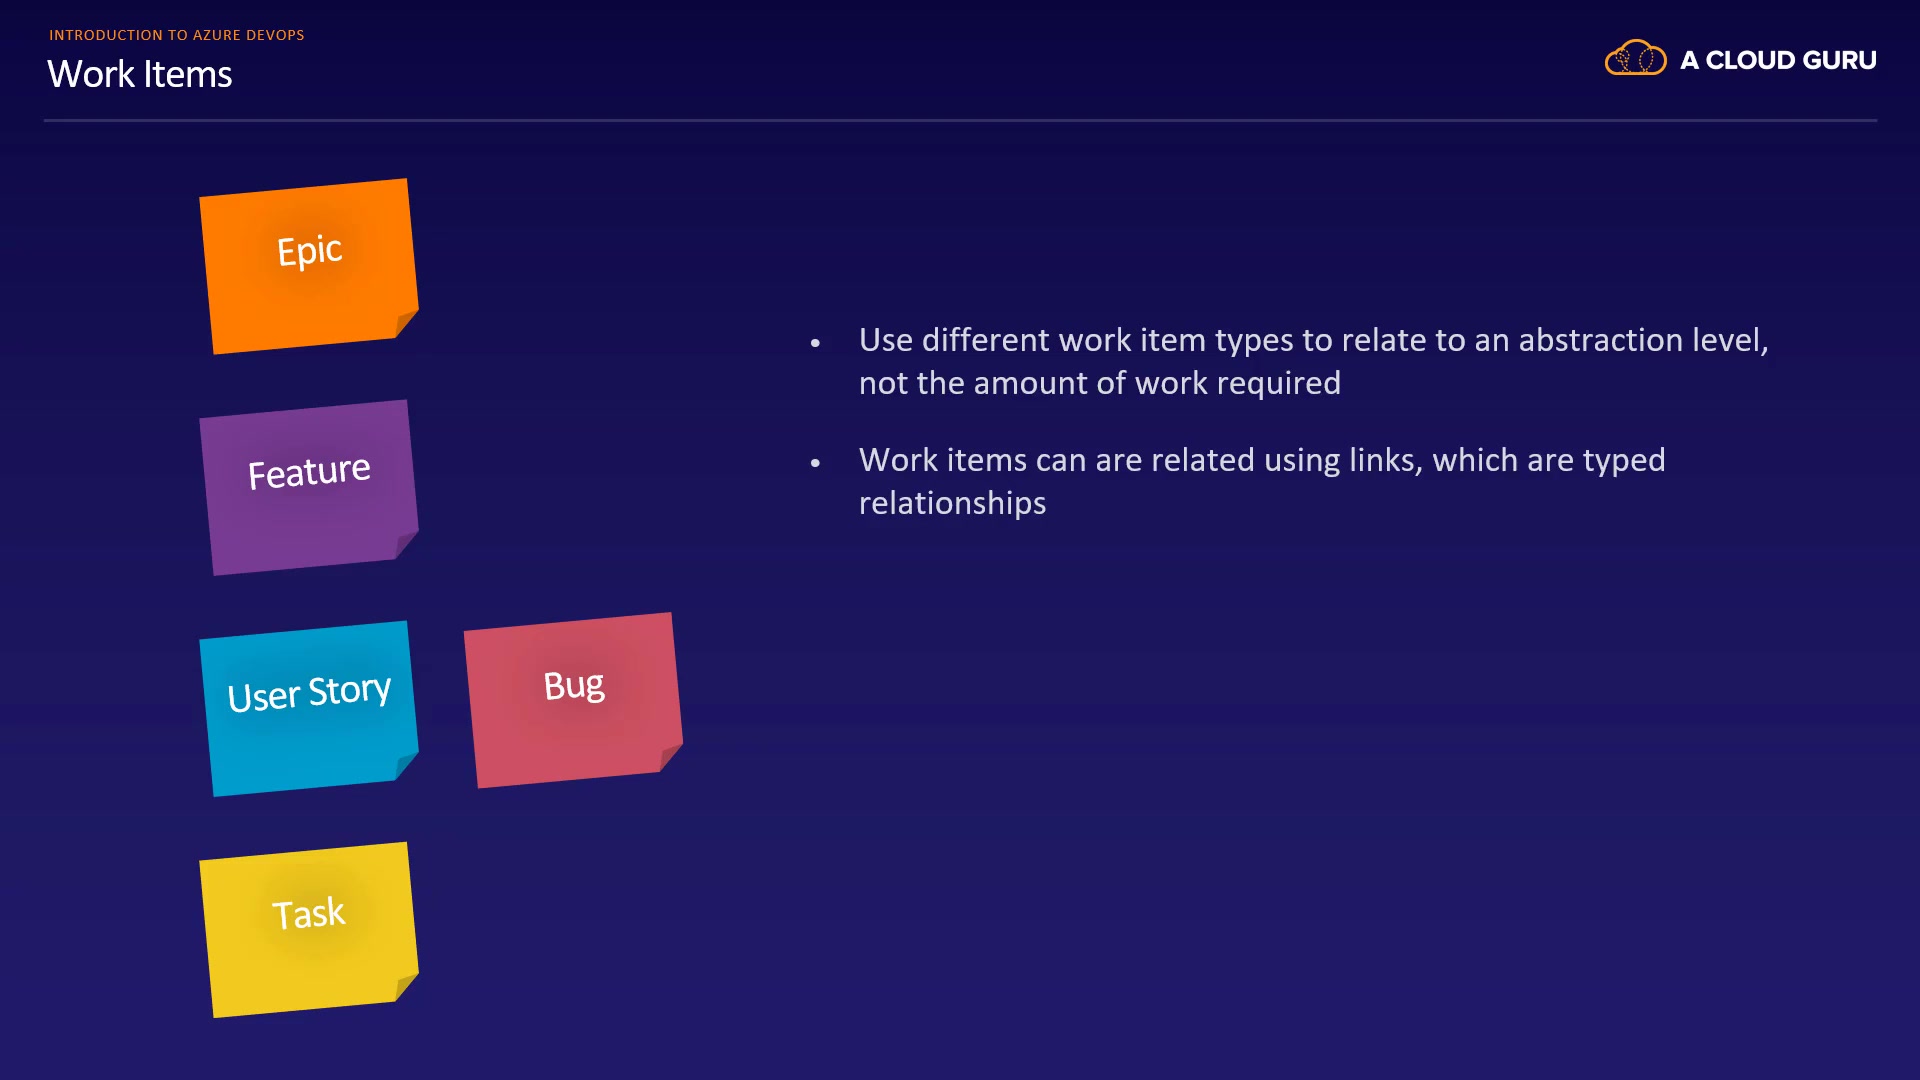 INTRODUCTION TO AZURE DEVOPS
Work Items
A CLOUD GURU
Epic
Feature
User Story
Bug
Task
• Use different work item types to relate to an abstraction level,
not the amount of work required
• Work items can are related using links, which are typed
relationships